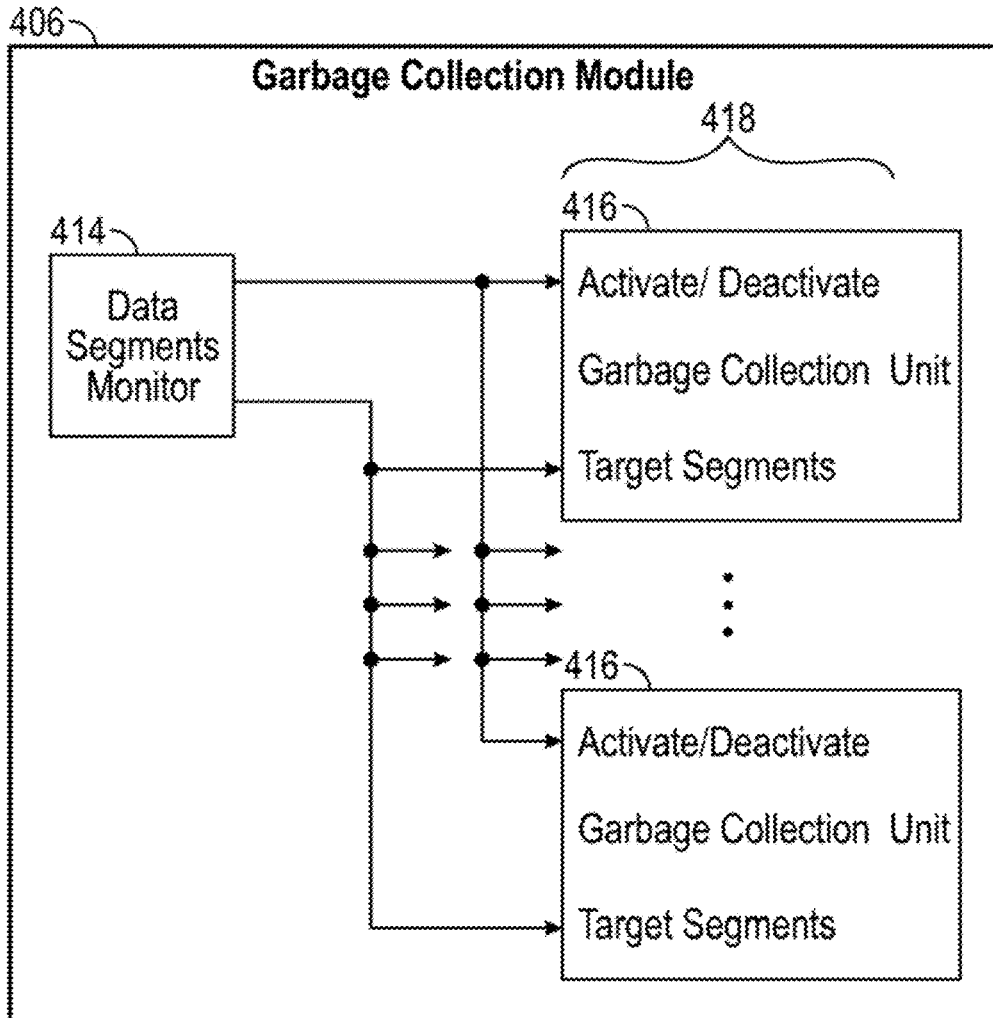 406
Garbage Collection Module
418
416
414
Data
Segments
Monitor
Activate/ Deactivate
Garbage Collection Unit
Target Segments
416
Activate/Deactivate
Garbage Collection Unit
Target Segments